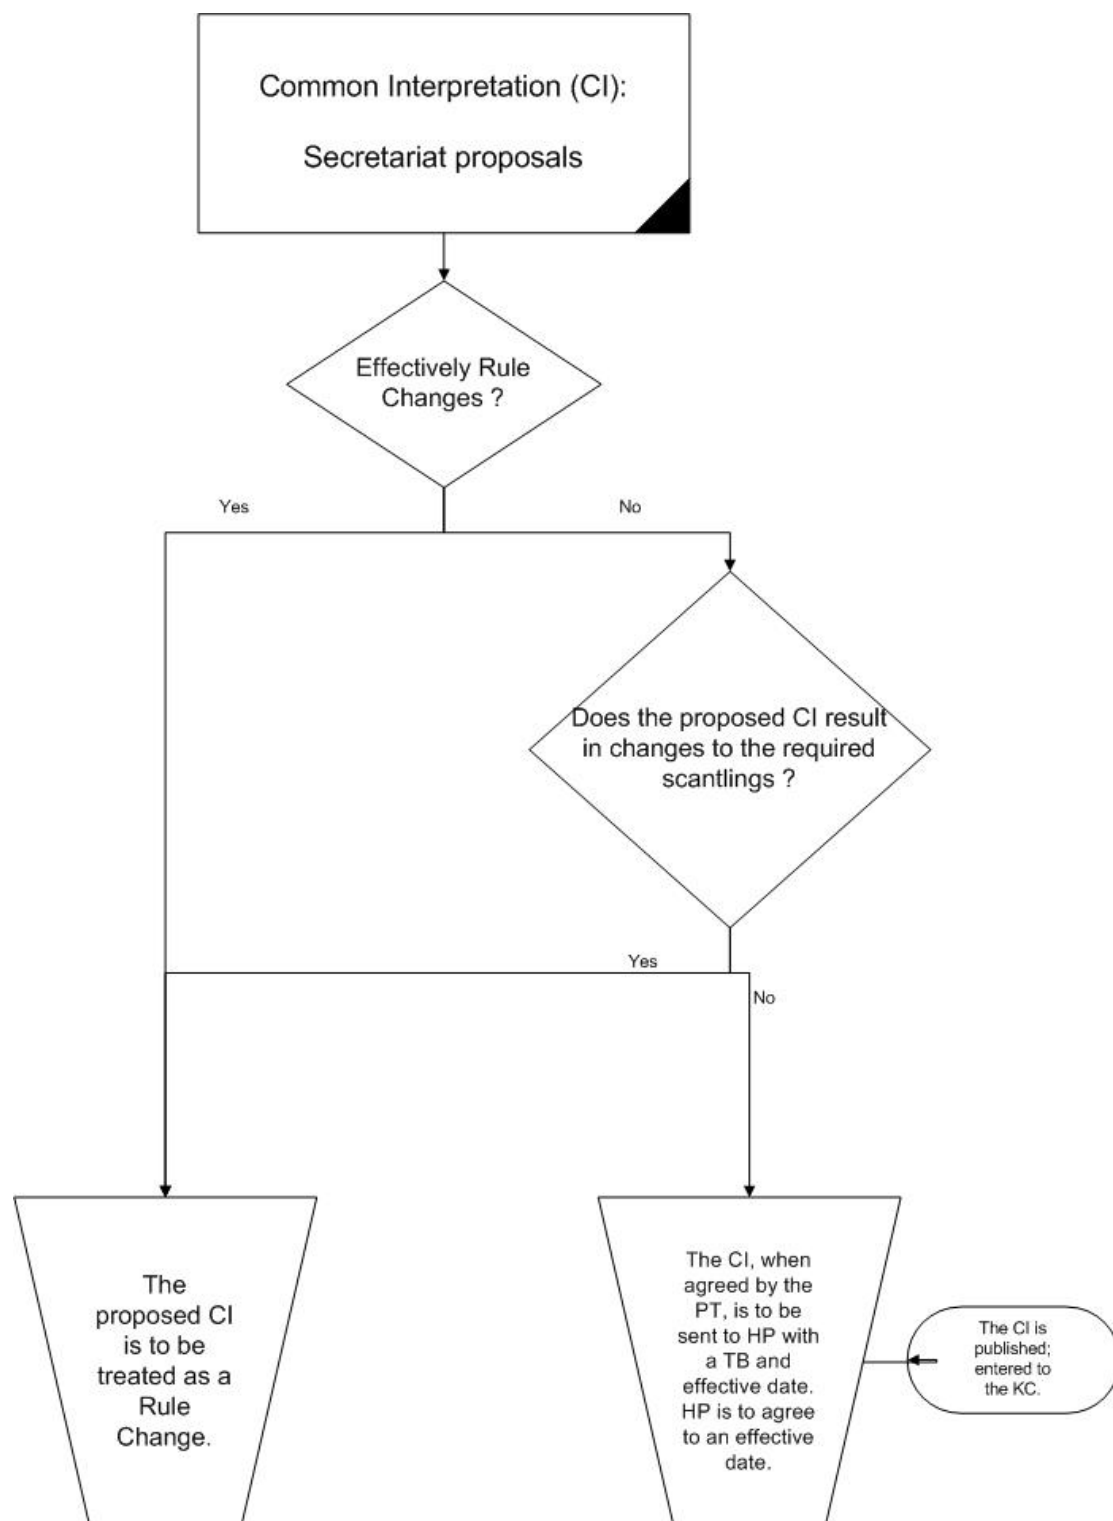 Common Interpretation (CI):
Secretariat proposals
Effectively Rule
Changes ?
Yes
No
Does the proposed CI result
in changes to the required
scantlings ?
Yes
No
The
proposed CI
is to be
treated as a
Rule
Change.
The CI, when
agreed by the
PT, is to be
sent to HP with
a TB and
effective date.
HP is to agree
to an effective
date.
The CI is
published;
entered to
the KC.